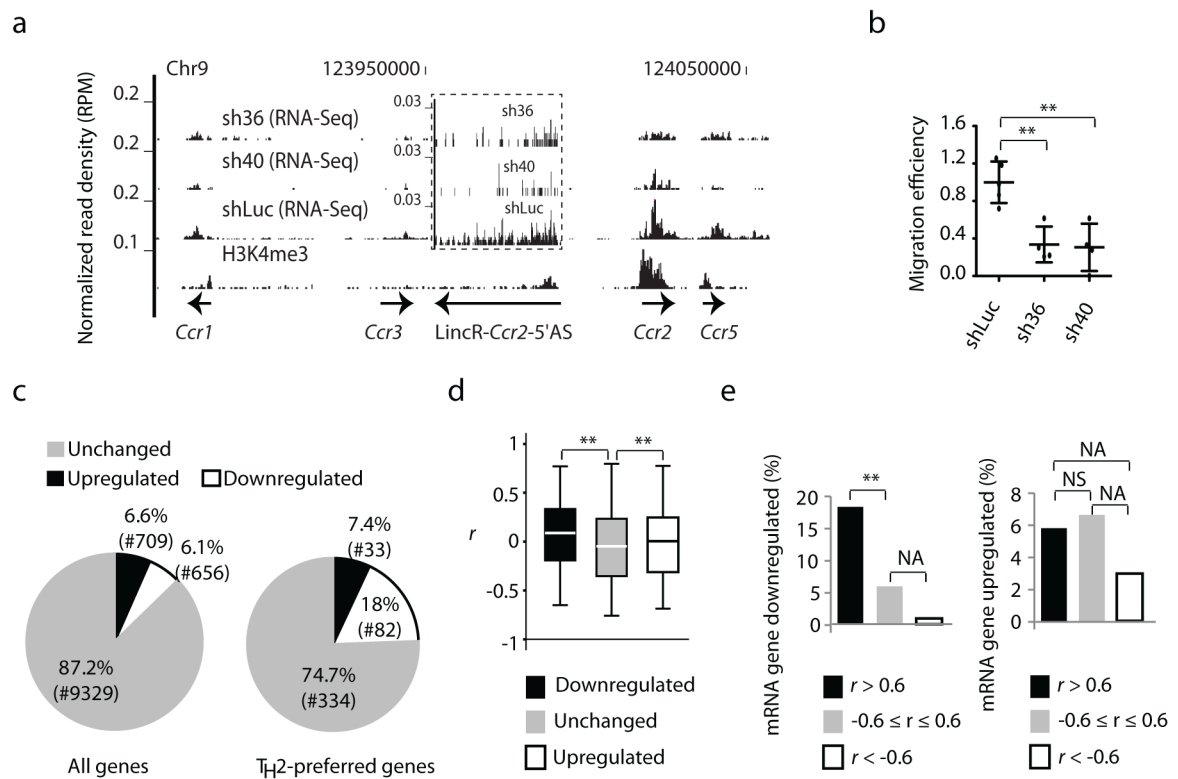 a
Chr9 123950000 124050000
Normalized read density (RPM)
0.2
0.2
0.2
0.1
sh36 (RNA-Seq)
sh40 (RNA-Seq)
shLuc (RNA-Seq)
H3K4me3
0.03 sh36
0.03 sh40
0.03 shLuc
Ccr1 Ccr3 LincR-Ccr2-5'AS Ccr2 Ccr5
b
Migration efficiency
1.6
1.2
0.8
0.4
0.0
**
**
shLuc sh36 sh40
c
Unchanged
Upregulated Downregulated
6.6%
(#709)
6.1%
(#656)
87.2%
(#9329)
All genes
7.4%
(#33)
18%
(#82)
74.7%
(#334)
TH2-preferred genes
d
r
1
0.5
0
-0.5
-1
** **
Downregulated
Unchanged
Upregulated
e
mRNA gene downregulated (%)
20
15
10
5
0
**
NA
r > 0.6
-0.6 ≤ r ≤ 0.6
r < -0.6
mRNA gene upregulated (%)
8
6
4
2
0
NA
NS
NA
r > 0.6
-0.6 ≤ r ≤ 0.6
r < -0.6